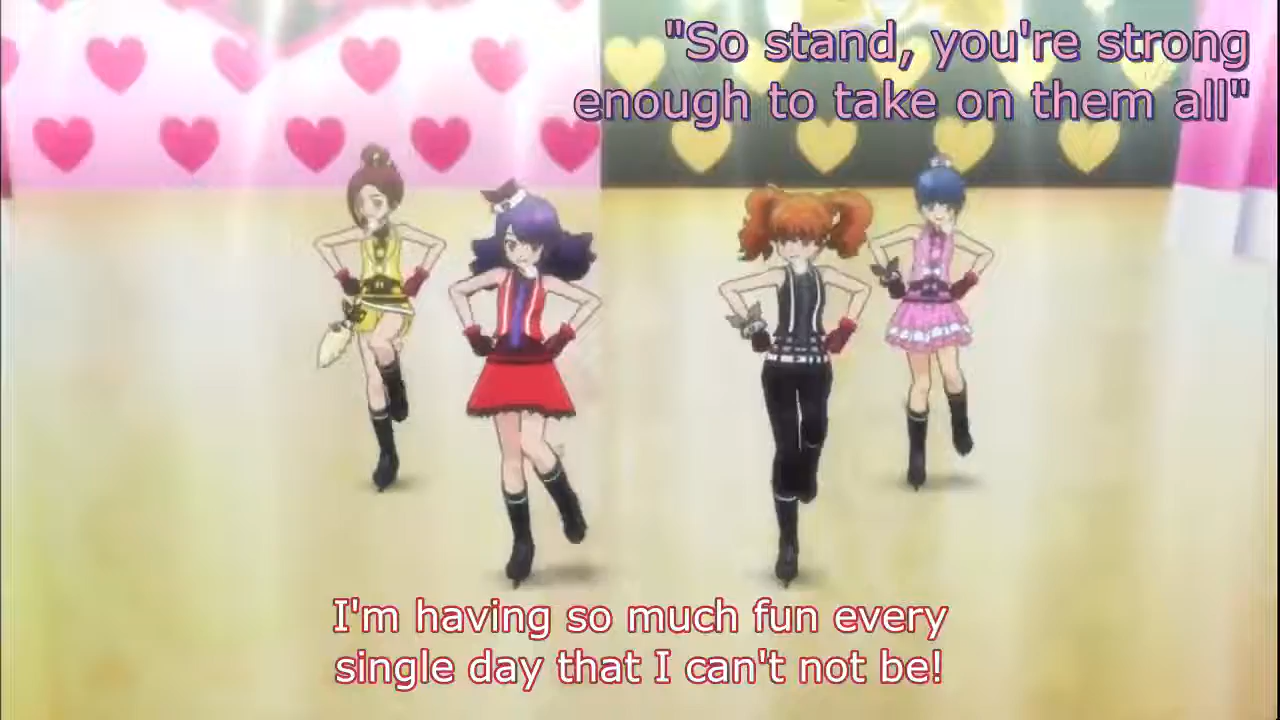 "So stand, you're strong
enough to take on them all"
I'm having so much fun every
single day that I can't not be!